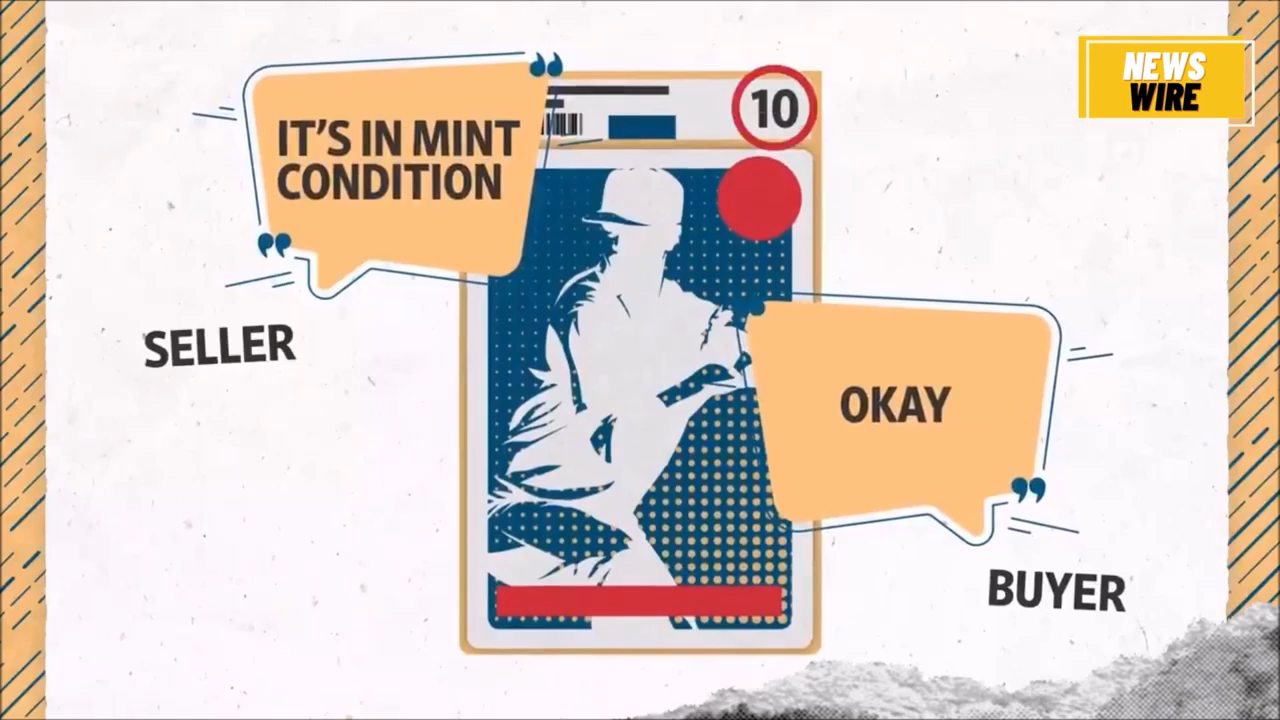 NEWS
WIRE
10
IT’S IN MINT
CONDITION
SELLER
OKAY
BUYER